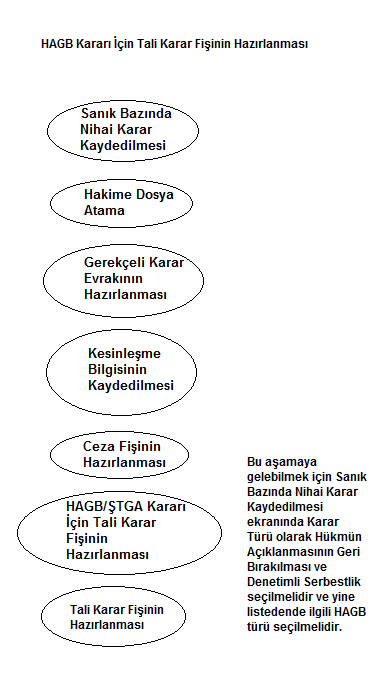 HAGB Kararı İçin Tali Karar Fişinin Hazırlanması
Sanık Bazında
Nihai Karar
Kaydedilmesi
Hakime Dosya
Atama
Gerekçeli Karar
Evrakının
Hazırlanması
Kesinleşme
Bilgisinin
Kaydedilmesi
Ceza Fişinin
Hazırlanması
HAGB/ŞTGA Kararı
İçin Tali Karar
Fişinin
Hazırlanması
Bu aşamaya
gelebilmek için Sanık
Bazında Nihai Karar
Kaydedilmesi
ekranında Karar
Türü olarak Hükmün
Açıklanmasının Geri
Bırakılması ve
Denetimli Serbestlik
seçilmelidir ve yine
listedende ilgili HAGB
türü seçilmelidir.
Tali Karar Fişinin
Hazırlanması